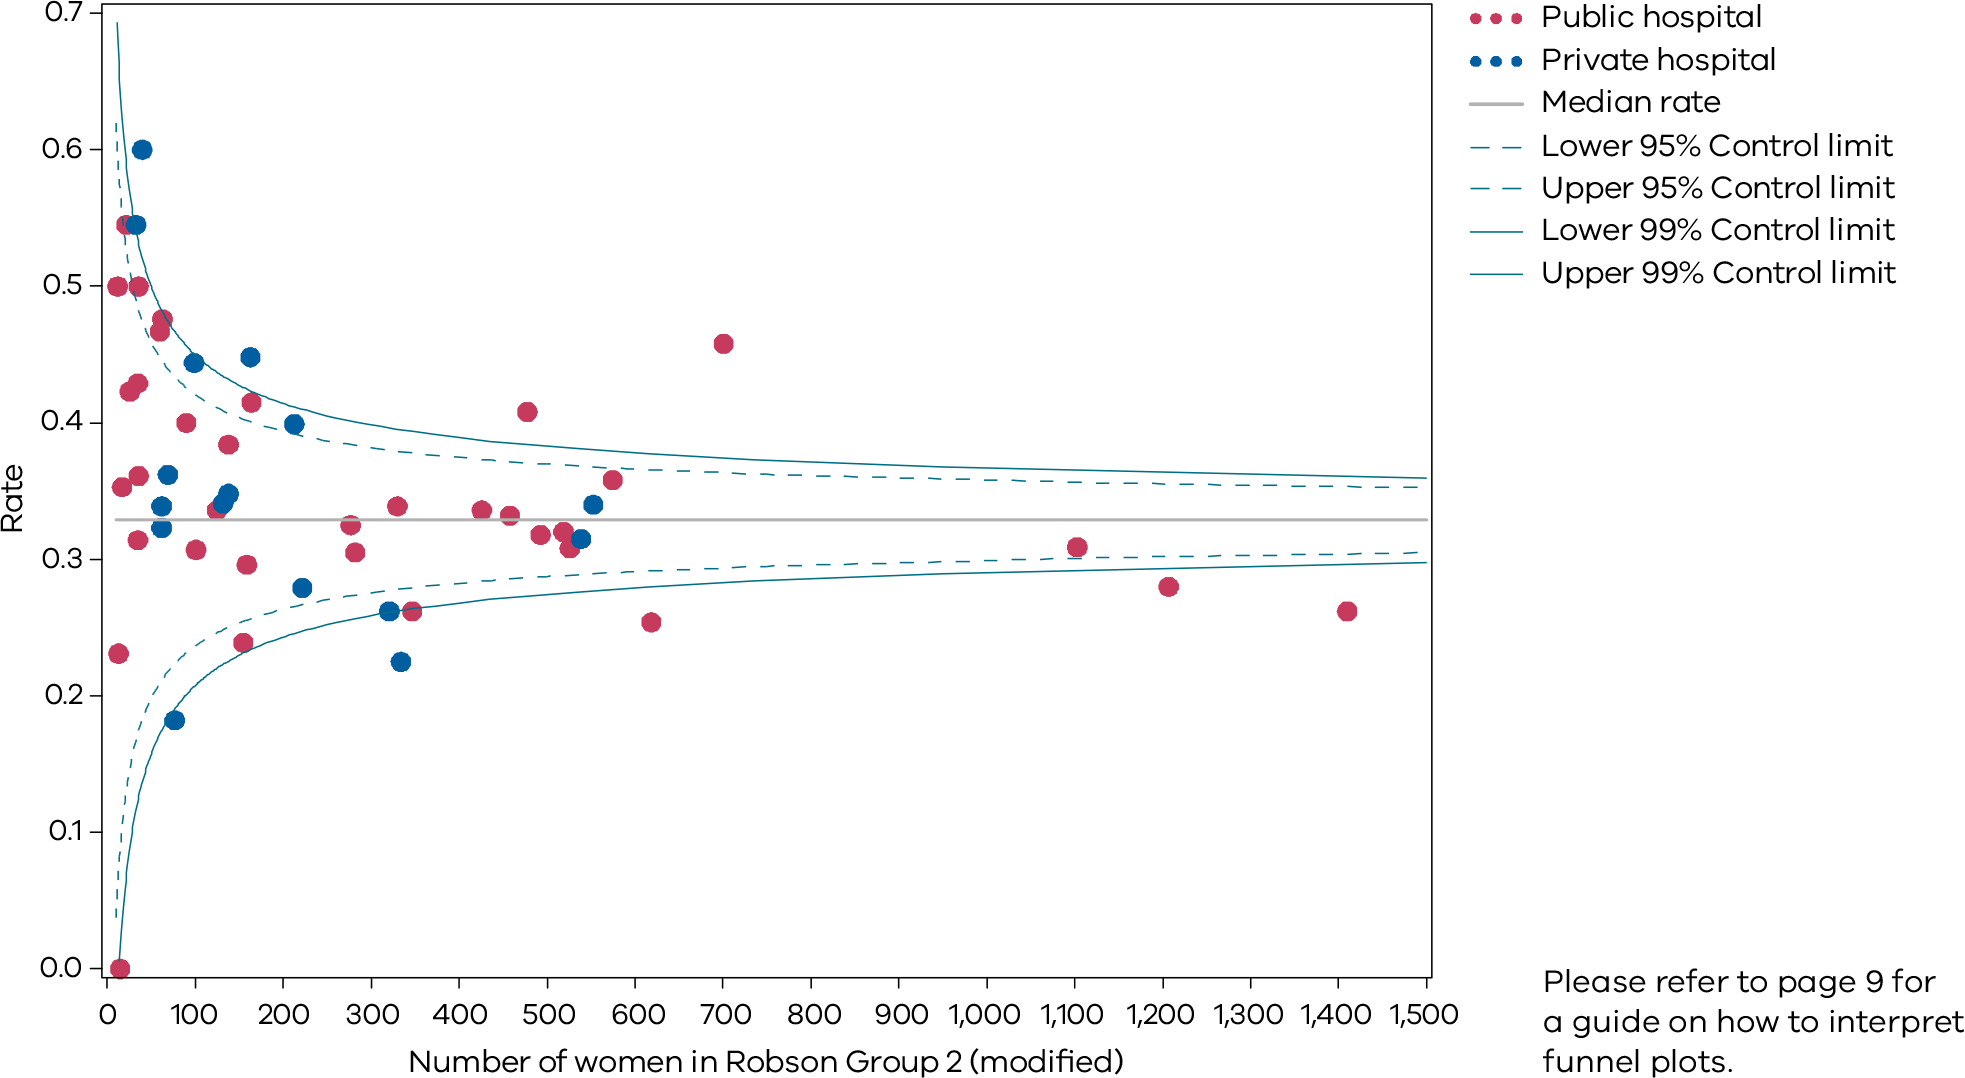 0.7
0.6
0.5
0.4
0.3
0.2
0.1
0.0
Rate
0 100 200 300 400 500 600 700 800 900 1,000 1,100 1,200 1,300 1,400 1,500
Number of women in Robson Group 2 (modified)
Public hospital
Private hospital
Median rate
Lower 95% Control limit
Upper 95% Control limit
Lower 99% Control limit
Upper 99% Control limit
Please refer to page 9 for
a guide on how to interpret
funnel plots.